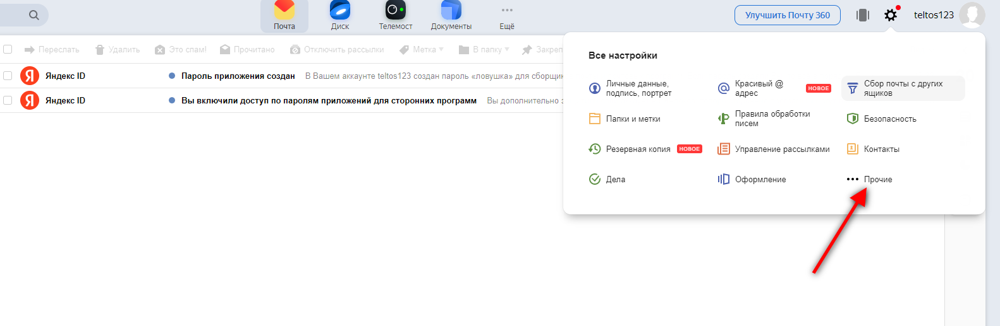 Почта
Диск
Телемост
Документы
Ещё
Улучшить Почту 360
teltos123
Переслать
Удалить
Это спам!
Прочитано
Отключить рассылки
Метка
В папку
Закреп
Я Яндекс ID Пароль приложения создан В Вашем аккаунте teltos123 создан пароль «ловушка» для сборщик
Я Яндекс ID Вы включили доступ по паролям приложений для сторонних программ Вы дополнительно з
Все настройки
Личные данные,
подпись, портрет
Красивый @
адрес
НОВОЕ
Сбор почты с других
ящиков
Папки и метки
Правила обработки
писем
Безопасность
Резервная копия
НОВОЕ
Управление рассылками
Контакты
Дела
Оформление
Прочие